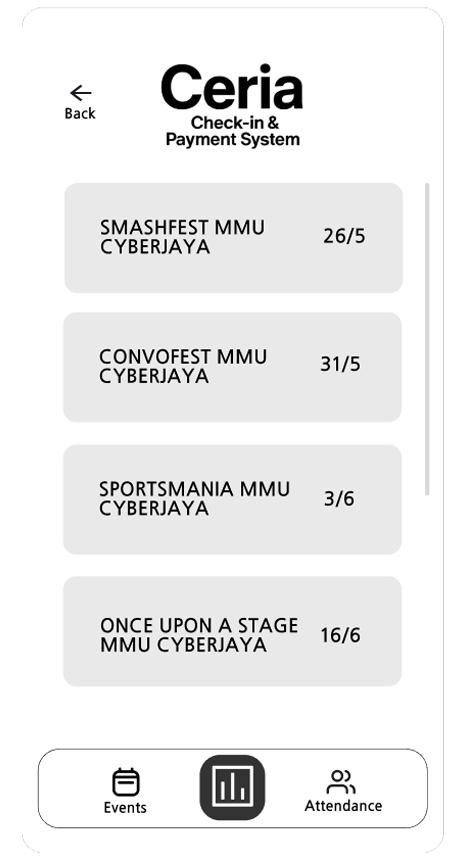 Ceria
Check-in &
Payment System
Back
SMASHFEST MMU
CYBERJAYA
26/5
CONVOFEST MMU
CYBERJAYA
31/5
SPORTSMANIA MMU
CYBERJAYA
3/6
ONCE UPON A STAGE
MMU CYBERJAYA
16/6
Events
Attendance